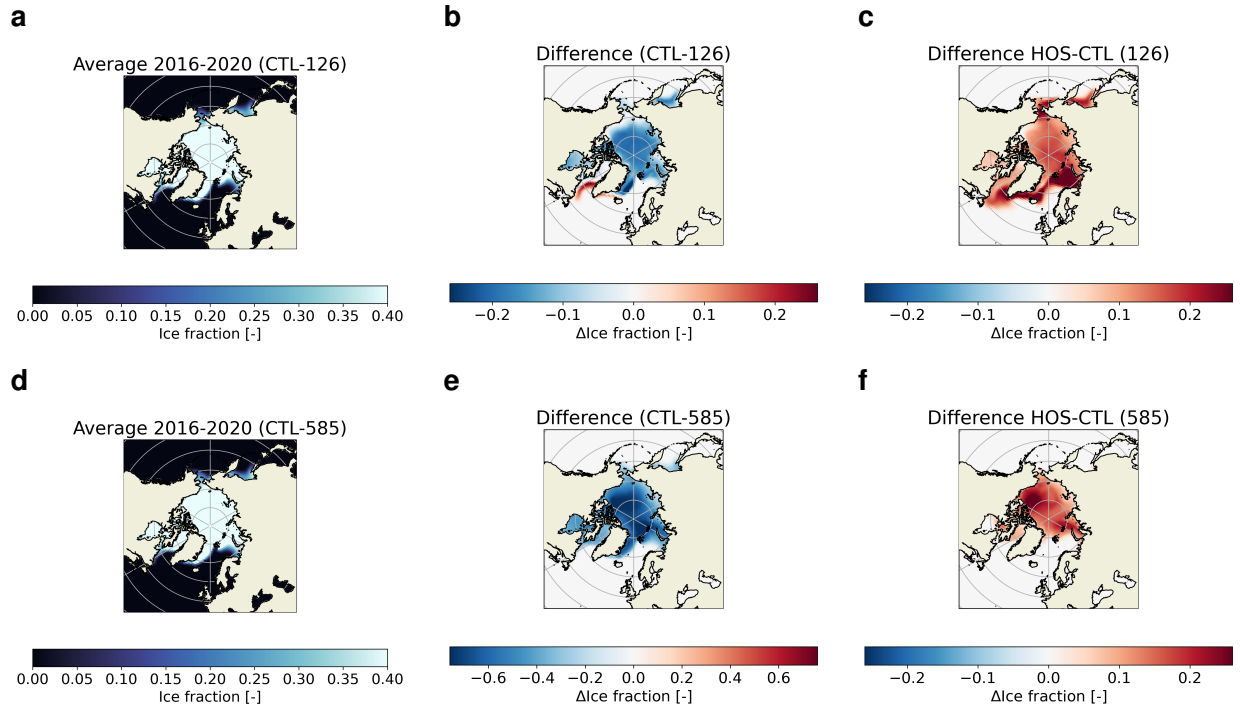 a
Average 2016-2020 (CTL-126)
0.00 0.05 0.10 0.15 0.20 0.25 0.30 0.35 0.40
Ice fraction [-]
b
Difference (CTL-126)
−0.2 −0.1 0.0 0.1 0.2
ΔIce fraction [-]
c
Difference HOS-CTL (126)
−0.2 −0.1 0.0 0.1 0.2
ΔIce fraction [-]
d
Average 2016-2020 (CTL-585)
0.00 0.05 0.10 0.15 0.20 0.25 0.30 0.35 0.40
Ice fraction [-]
e
Difference (CTL-585)
−0.6 −0.4 −0.2 0.0 0.2 0.4 0.6
ΔIce fraction [-]
f
Difference HOS-CTL (585)
−0.2 −0.1 0.0 0.1 0.2
ΔIce fraction [-]